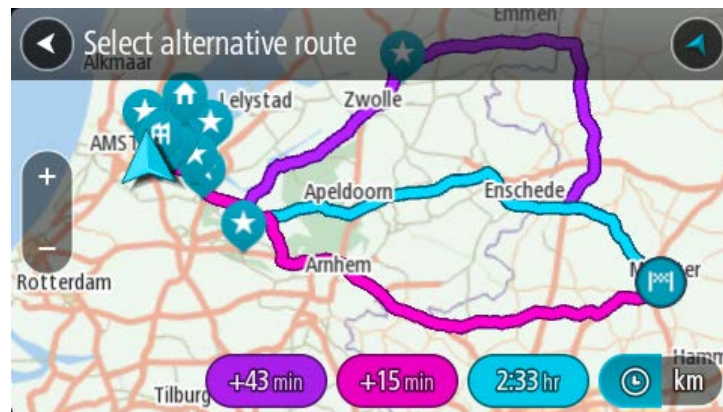 Select alternative route
Emmen
Alkmaar
Lelystad
Zwolle
+
Apeldoorn
Enschede
−
Arnhem
Rotterdam
Tilburg
+43 min
+15 min
2:33 hr
km